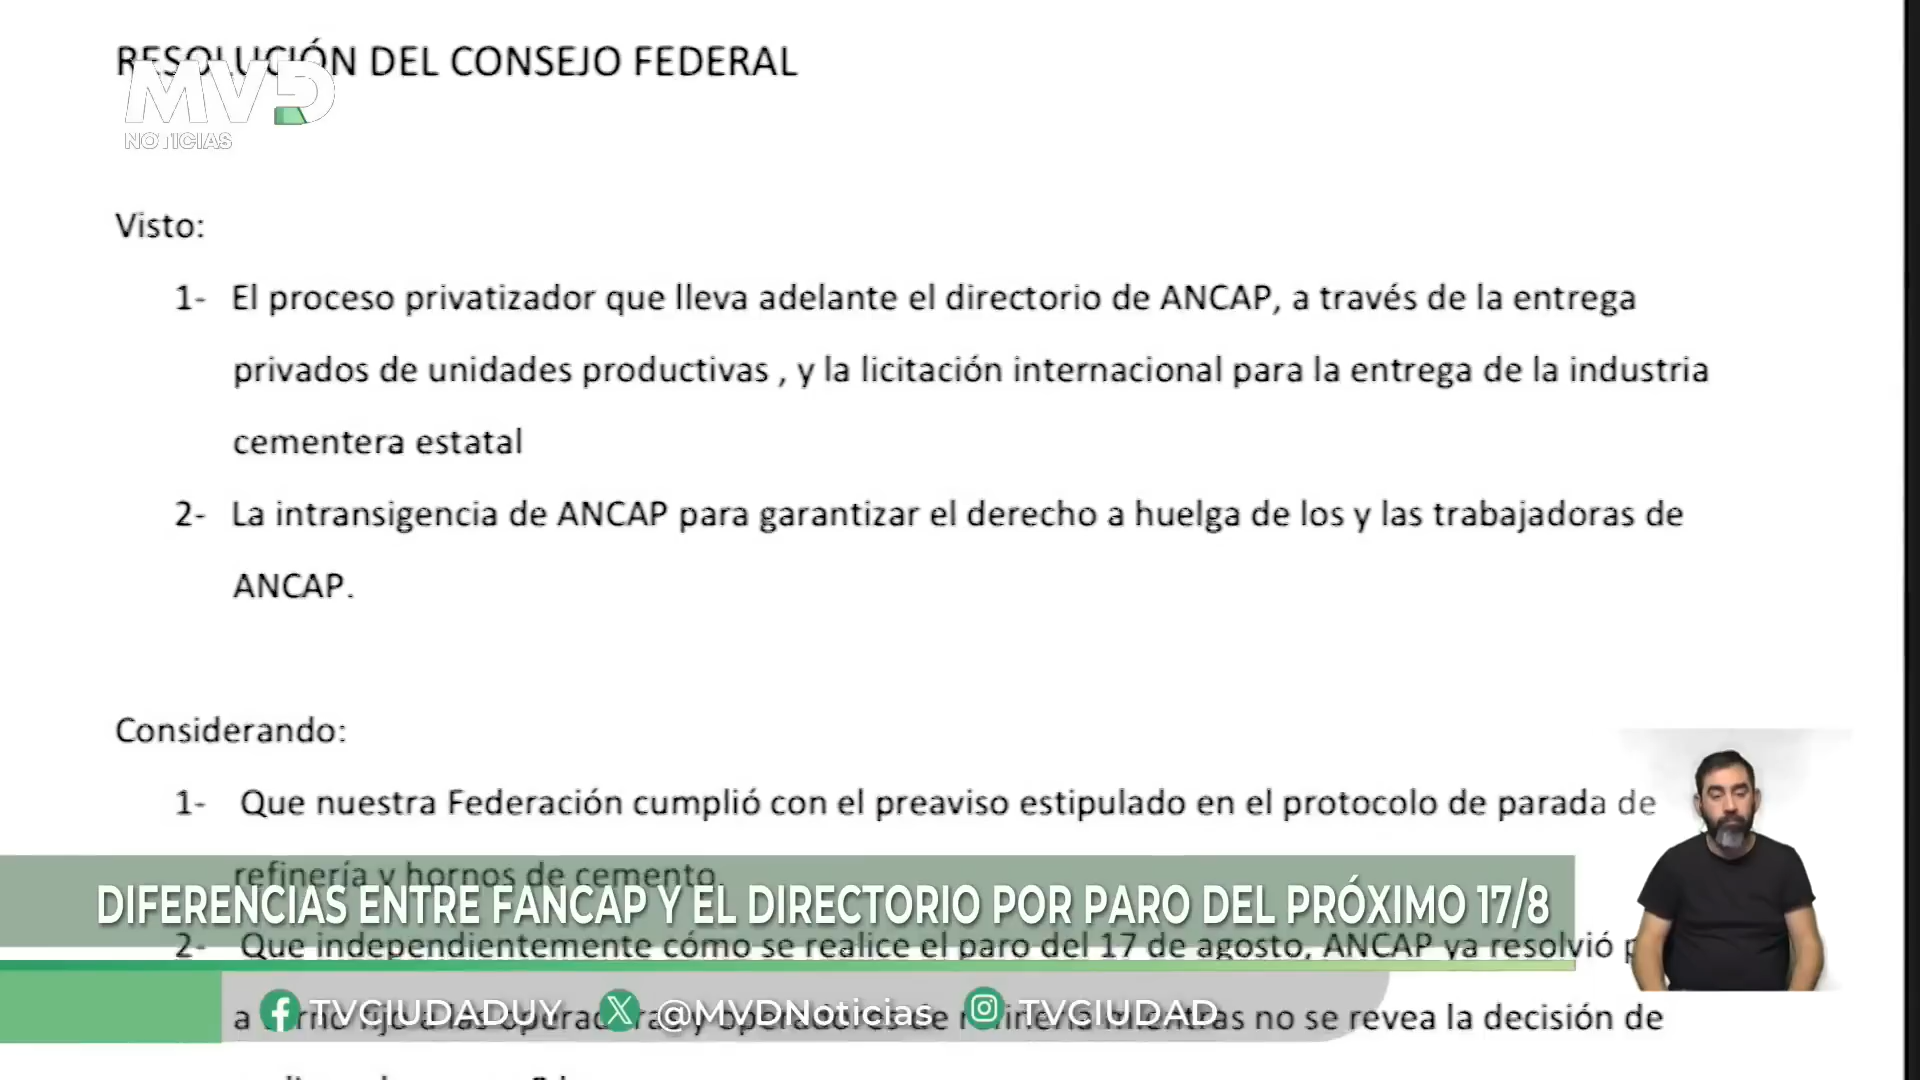 RESOLUCIÓN DEL CONSEJO FEDERAL
MVD
NOTICIAS
Visto:
1- El proceso privatizador que lleva adelante el directorio de ANCAP, a través de la entrega
privados de unidades productivas , y la licitación internacional para la entrega de la industria
cementera estatal
2- La intransigencia de ANCAP para garantizar el derecho a huelga de los y las trabajadoras de
ANCAP.
Considerando:
1- Que nuestra Federación cumplió con el preaviso estipulado en el protocolo de parada de
refinería y hornos de cemento.
DIFERENCIAS ENTRE FANCAP Y EL DIRECTORIO POR PARO DEL PRÓXIMO 17/8
2- Que independientemente cómo se realice el paro del 17 de agosto, ANCAP ya resolvió
a fijo a las y de refinería mientras no se revea la decisión de
TVCIUDADUY @MVDNoticias TVCIUDAD